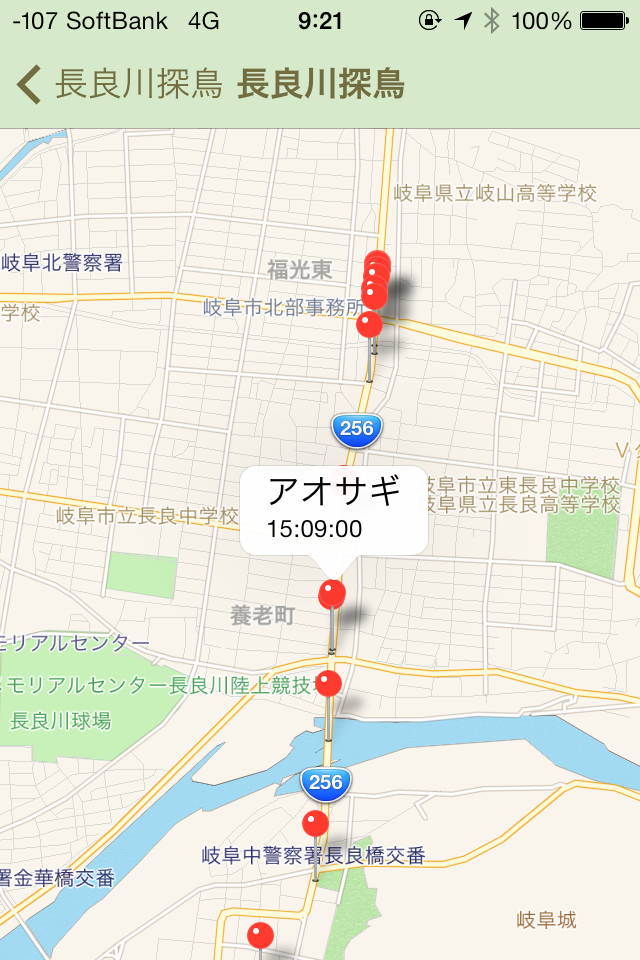 -107 SoftBank 4G 9:21 100%
長良川探鳥 長良川探鳥
岐阜県立岐山高等学校
岐阜北警察署
福光東
学校
岐阜市北部事務所
256
アオサギ
15:09:00
岐阜市立東長良中学校
岐阜県立長良高等学校
岐阜市立長良中学校
養老町
モリアルセンター
モリアルセンター長良川陸上競技場
長良川球場
256
岐阜中警察署長良橋交番
署金華橋交番
岐阜城